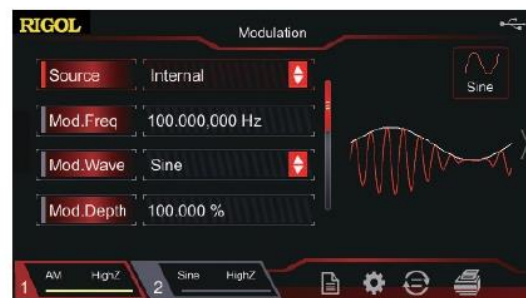 RIGOL
Modulation
Source Internal
Sine
Mod.Freq 100.000,000 Hz
Mod.Wave Sine
Mod.Depth 100.000 %
1 AM HighZ 2 Sine HighZ